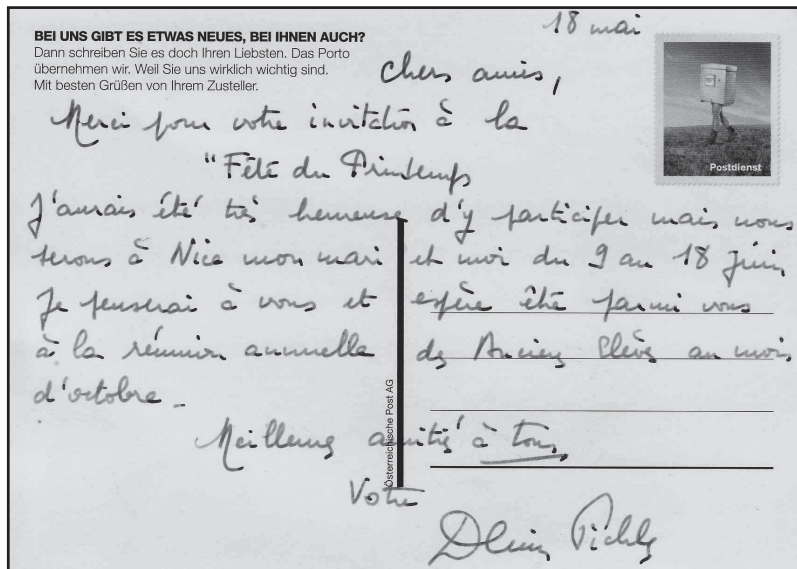 BEI UNS GIBT ES ETWAS NEUES, BEI IHNEN AUCH?
Dann schreiben Sie es doch Ihren Liebsten. Das Porto
übernehmen wir. Weil Sie uns wirklich wichtig sind.
Mit besten Grüßen von Ihrem Zusteller.
18 mai
Postdienst
Chers amis,
Merci pour votre invitation à la
"Fête du Printemps
J'aurais été très heureuse d'y participer mais nous
serons à Nice mon mari et moi du 9 au 18 juin
Je penserai à vous et espère être parmi vous
à la réunion annuelle des Anciens Elèves au mois
d'octobre -
Meilleures amitiés à tous,
Votre
Österreichische Post AG